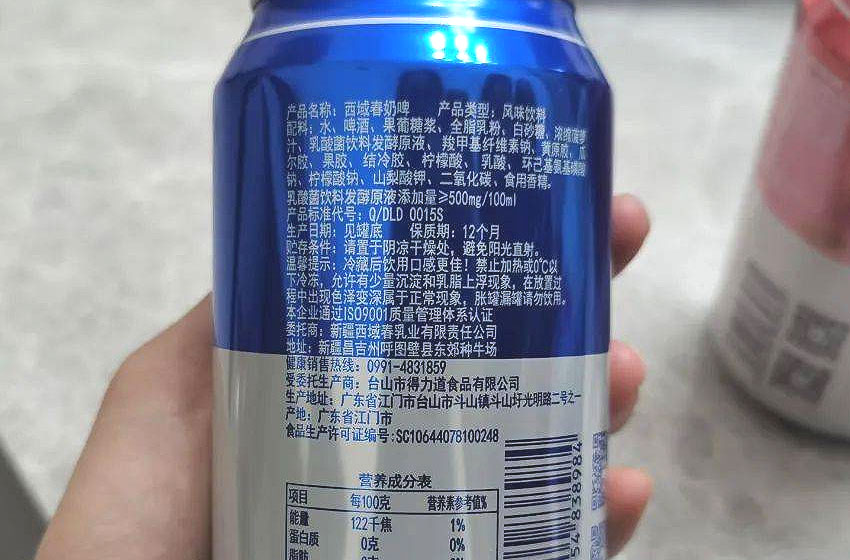 产品名称：西域春奶啤 产品类型：风味饮料
配料：水、啤酒、果葡糖浆、全脂乳粉、白砂糖、浓缩菠萝
汁、乳酸菌饮料发酵原液、羧甲基纤维素钠、黄原胶、瓜
尔胶、果胶、结冷胶、柠檬酸、乳酸、环己基氨基磺酸
钠、柠檬酸钠、山梨酸钾、二氧化碳、食用香精。
乳酸菌饮料发酵原液添加量≥500mg/100ml
产品标准代号：Q/DLD 0015S
生产日期：见罐底 保质期：12个月
贮存条件：请置于阴凉干燥处，避免阳光直射。
温馨提示：冷藏后饮用口感更佳！禁止加热或0℃以
下冷冻，允许有少量沉淀和乳脂上浮现象，在放置过
程中出现色泽变深属于正常现象，胀罐漏罐请勿饮用。
本企业通过ISO9001质量管理体系认证
委托商：新疆西域春乳业有限责任公司
地址：新疆昌吉州呼图壁县东郊种牛场
健康销售热线：0991-4831859
受委托生产商：台山市得力道食品有限公司
生产地址：广东省江门市台山市斗山镇斗山圩光明路二号之一
产地：广东省江门市
食品生产许可证编号：SC10644078100248
营养成分表
项目 每100克 营养素参考值%
能量 122千焦 1%
蛋白质 0克 0%
脂肪
54838984